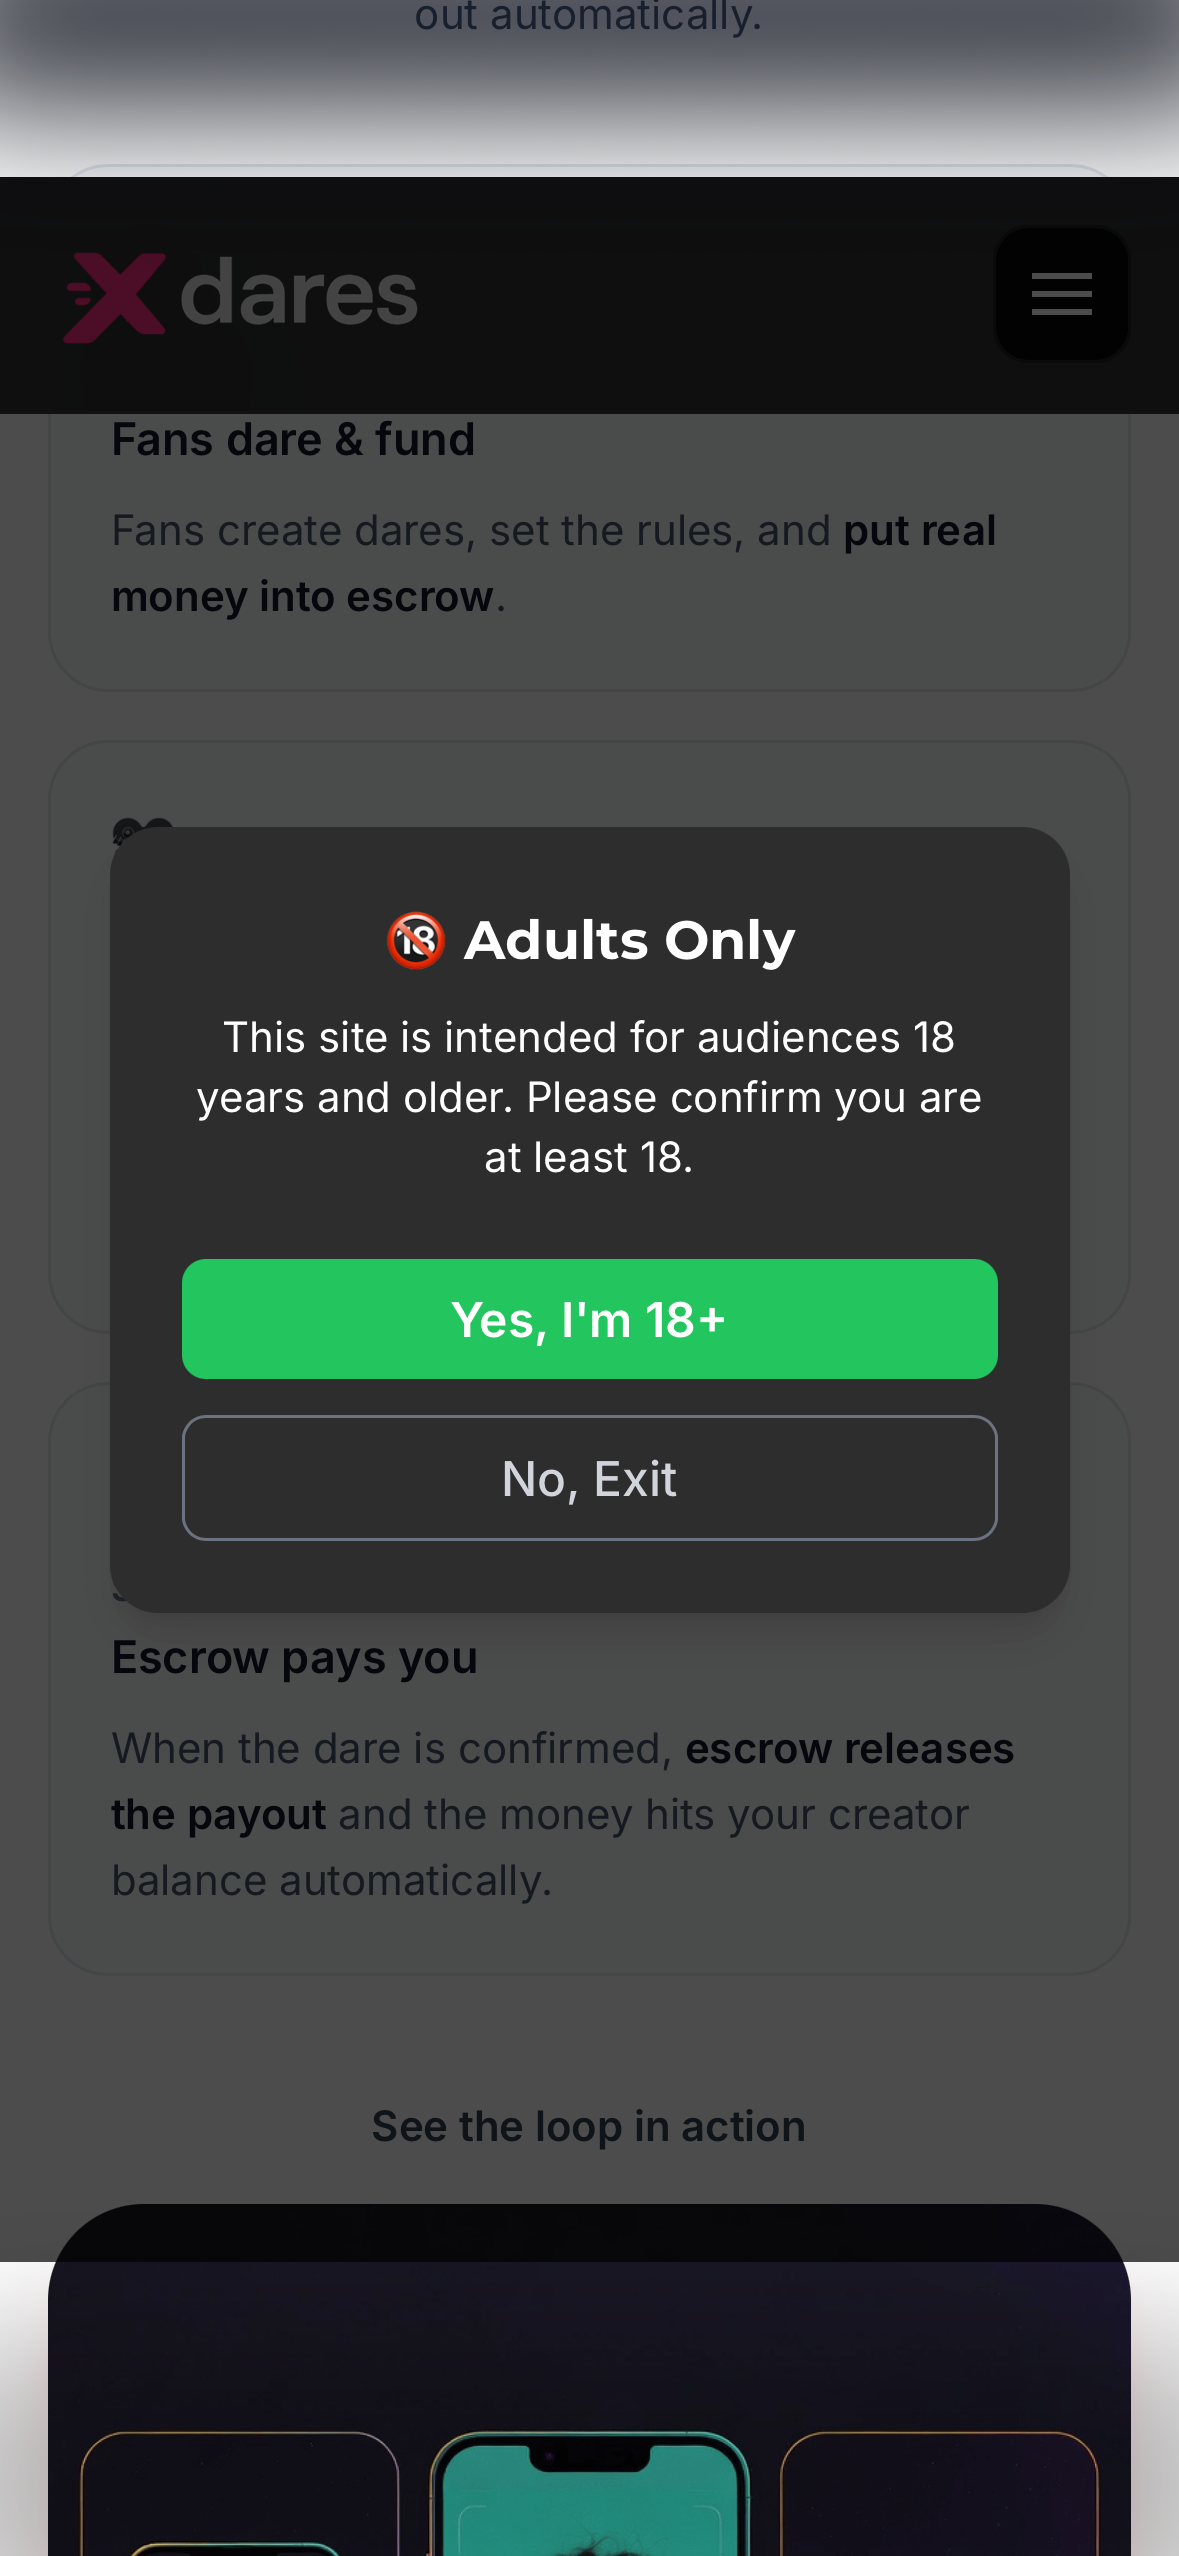 out automatically.
X dares
Fans dare & fund
Fans create dares, set the rules, and put real
money into escrow.
🔞 Adults Only
This site is intended for audiences 18
years and older. Please confirm you are
at least 18.
Yes, I'm 18+
No, Exit
Escrow pays you
When the dare is confirmed, escrow releases
the payout and the money hits your creator
balance automatically.
See the loop in action